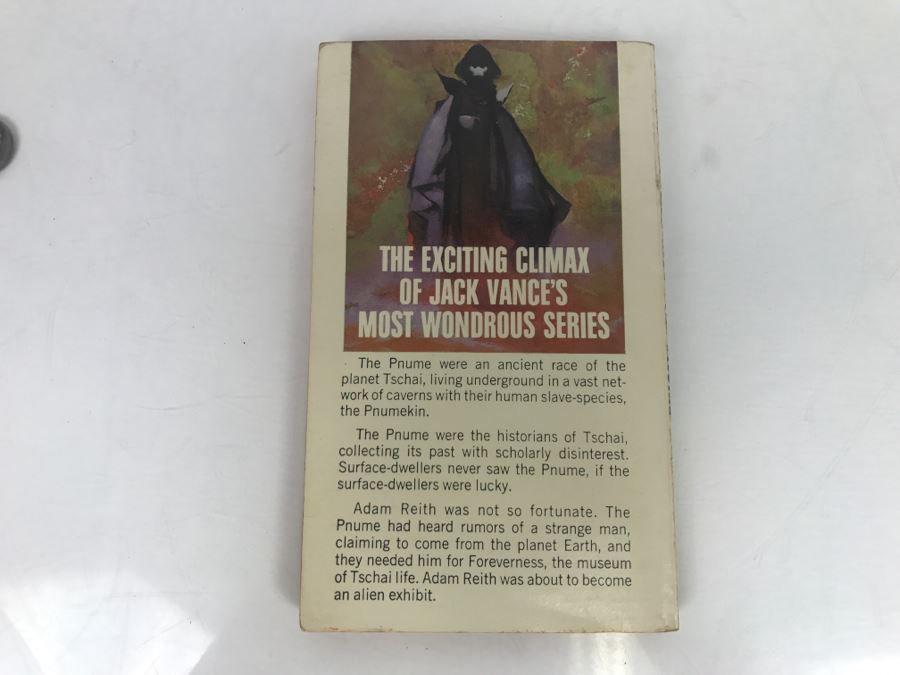 THE EXCITING CLIMAX
OF JACK VANCE'S
MOST WONDROUS SERIES
The Pnume were an ancient race of the
planet Tschai, living underground in a vast net-
work of caverns with their human slave-species,
the Pnumekin.
The Pnume were the historians of Tschai,
collecting its past with scholarly disinterest.
Surface-dwellers never saw the Pnume, if the
surface-dwellers were lucky.
Adam Reith was not so fortunate. The
Pnume had heard rumors of a strange man,
claiming to come from the planet Earth, and
they needed him for Foreverness, the museum
of Tschai life. Adam Reith was about to become
an alien exhibit.